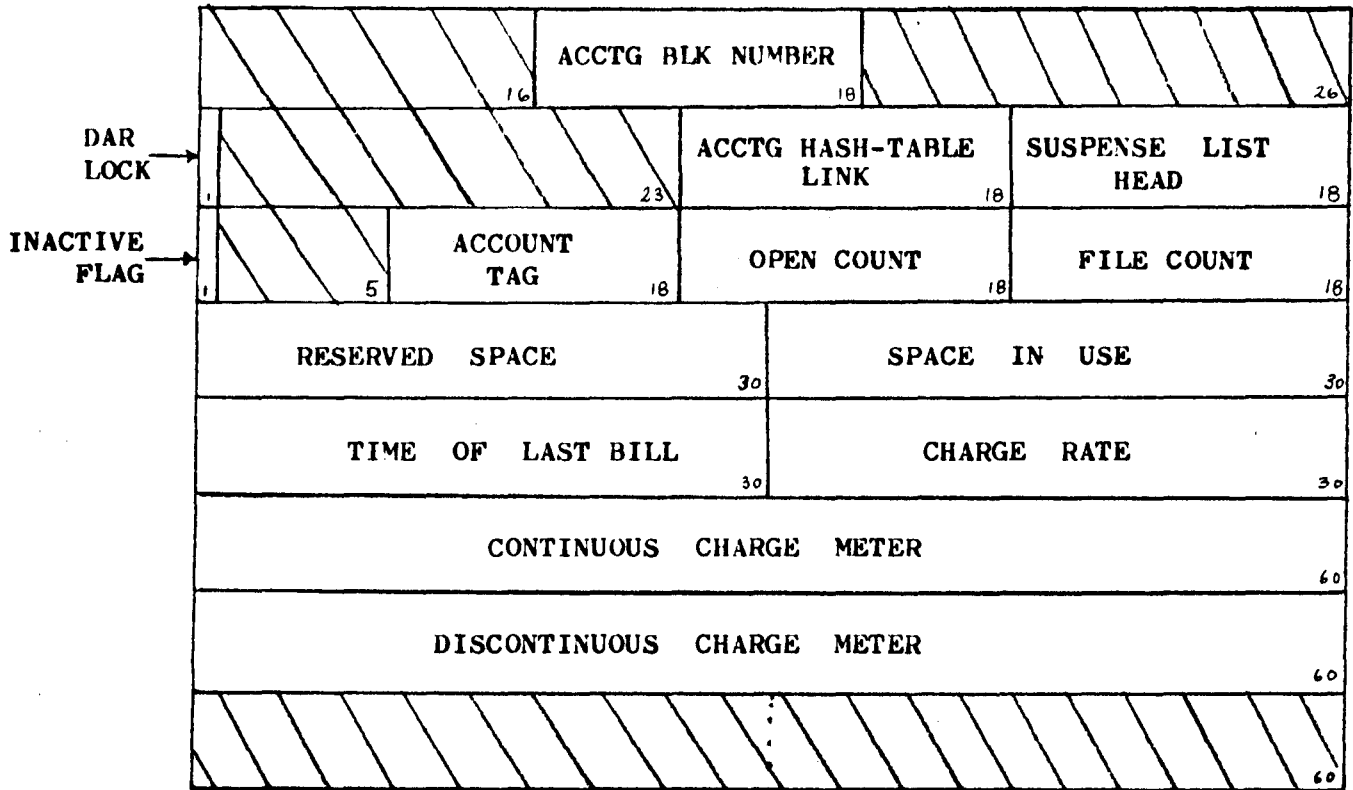 ACCTG BLK NUMBER
16
18
26
DAR
LOCK
ACCTG HASH-TABLE
LINK
SUSPENSE LIST
HEAD
1
23
18
18
INACTIVE
FLAG
ACCOUNT
TAG
OPEN COUNT
FILE COUNT
1
5
18
18
18
RESERVED SPACE
30
SPACE IN USE
30
TIME OF LAST BILL
30
CHARGE RATE
30
CONTINUOUS CHARGE METER
60
DISCONTINUOUS CHARGE METER
60
60